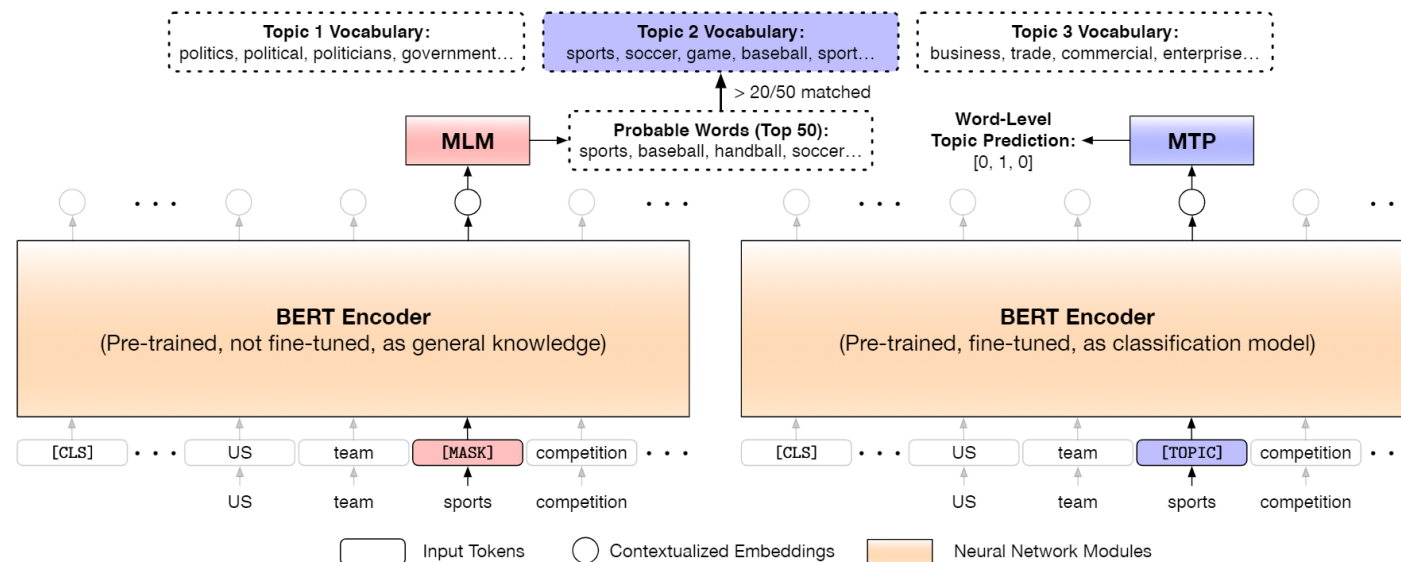 Topic 1 Vocabulary:
politics, political, politicians, government...
Topic 2 Vocabulary:
sports, soccer, game, baseball, sport...
Topic 3 Vocabulary:
business, trade, commercial, enterprise...
> 20/50 matched
MLM
Probable Words (Top 50):
sports, baseball, handball, soccer...
Word-Level
Topic Prediction:
[0, 1, 0]
MTP
BERT Encoder
(Pre-trained, not fine-tuned, as general knowledge)
BERT Encoder
(Pre-trained, fine-tuned, as classification model)
[CLS] • • • US team [MASK] competition • • •
[CLS] • • • US team [TOPIC] competition • • •
US team sports competition
US team sports competition
Input Tokens
Contextualized Embeddings
Neural Network Modules